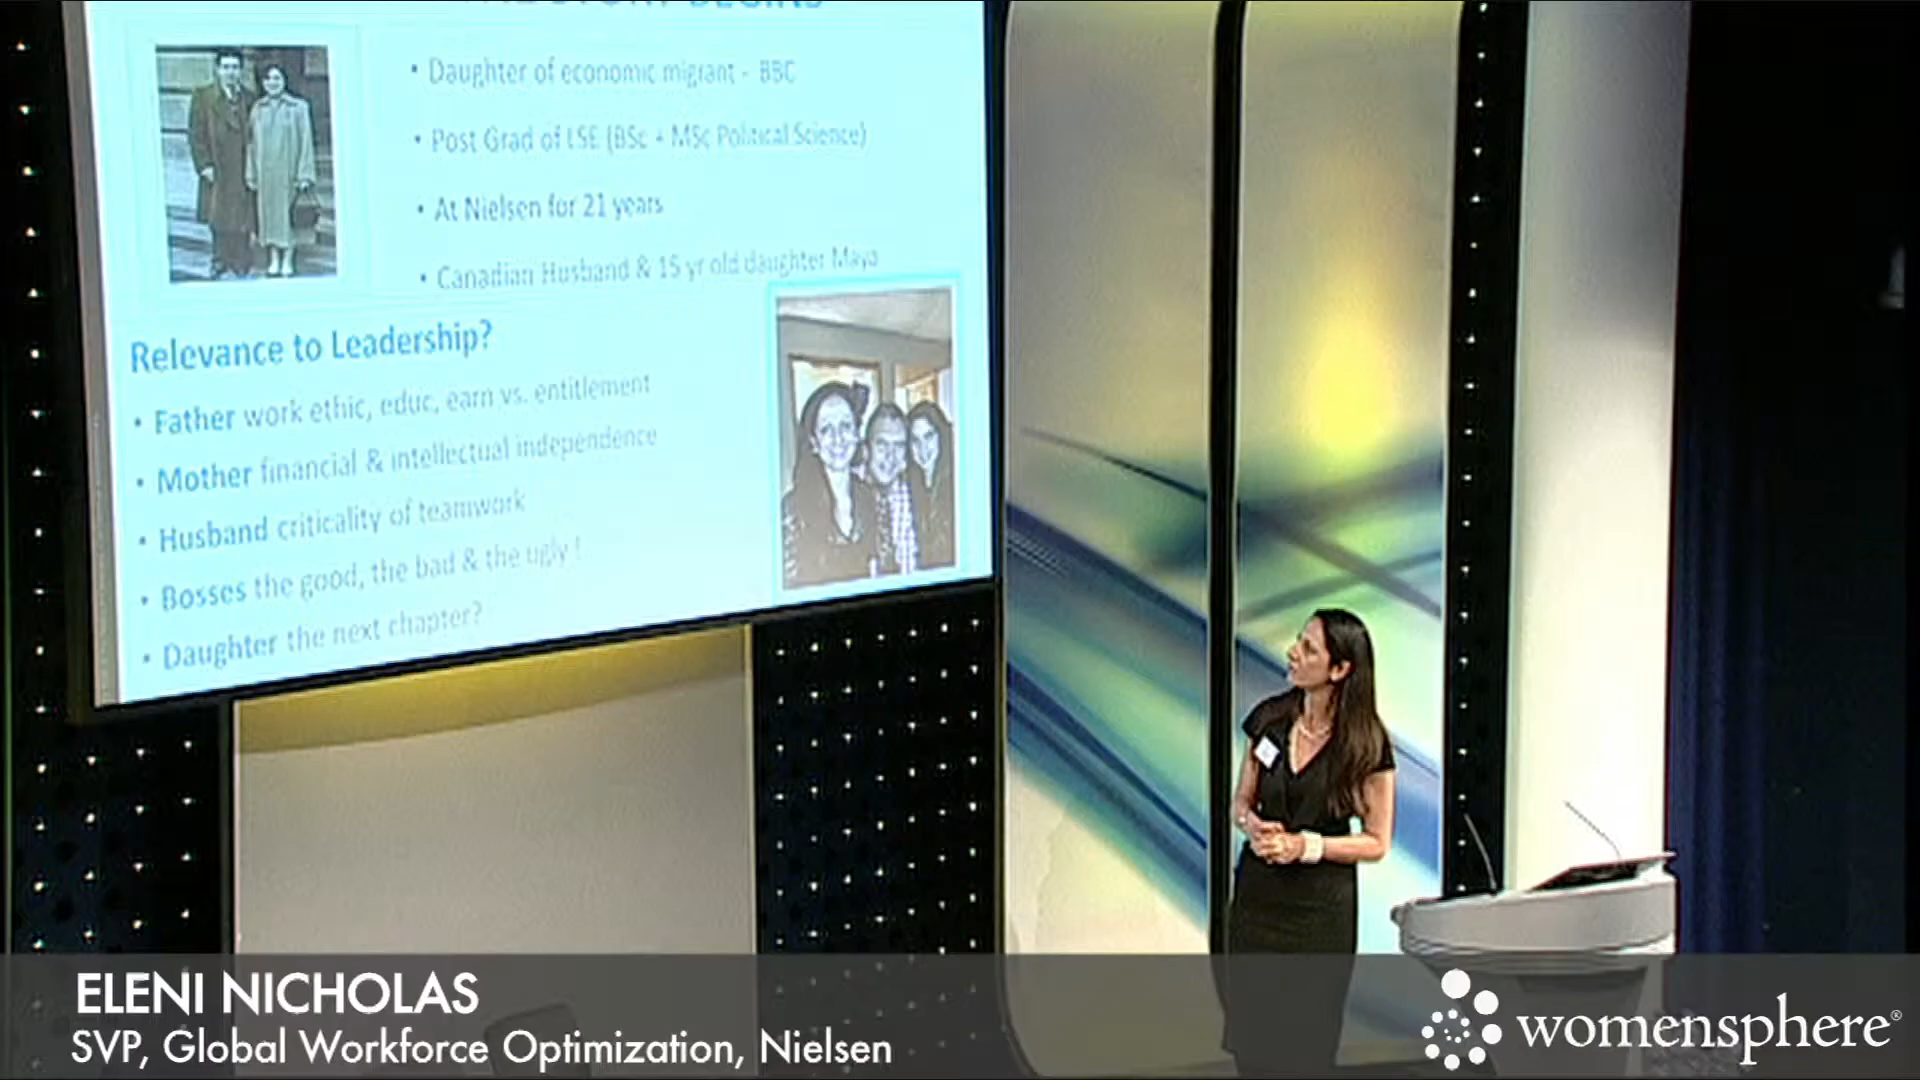 THE STORY BEGINS
• Daughter of economic migrant - BBC
• Post Grad of LSE (BSc + MSc Political Science)
• At Nielsen for 21 years
• Canadian Husband & 15 yr old daughter Maya
Relevance to Leadership?
• Father work ethic, educ, earn vs. entitlement
• Mother financial & intellectual independence
• Husband criticality of teamwork
• Bosses the good, the bad & the ugly !
• Daughter the next chapter?
ELENI NICHOLAS
SVP, Global Workforce Optimization, Nielsen
womensphere®